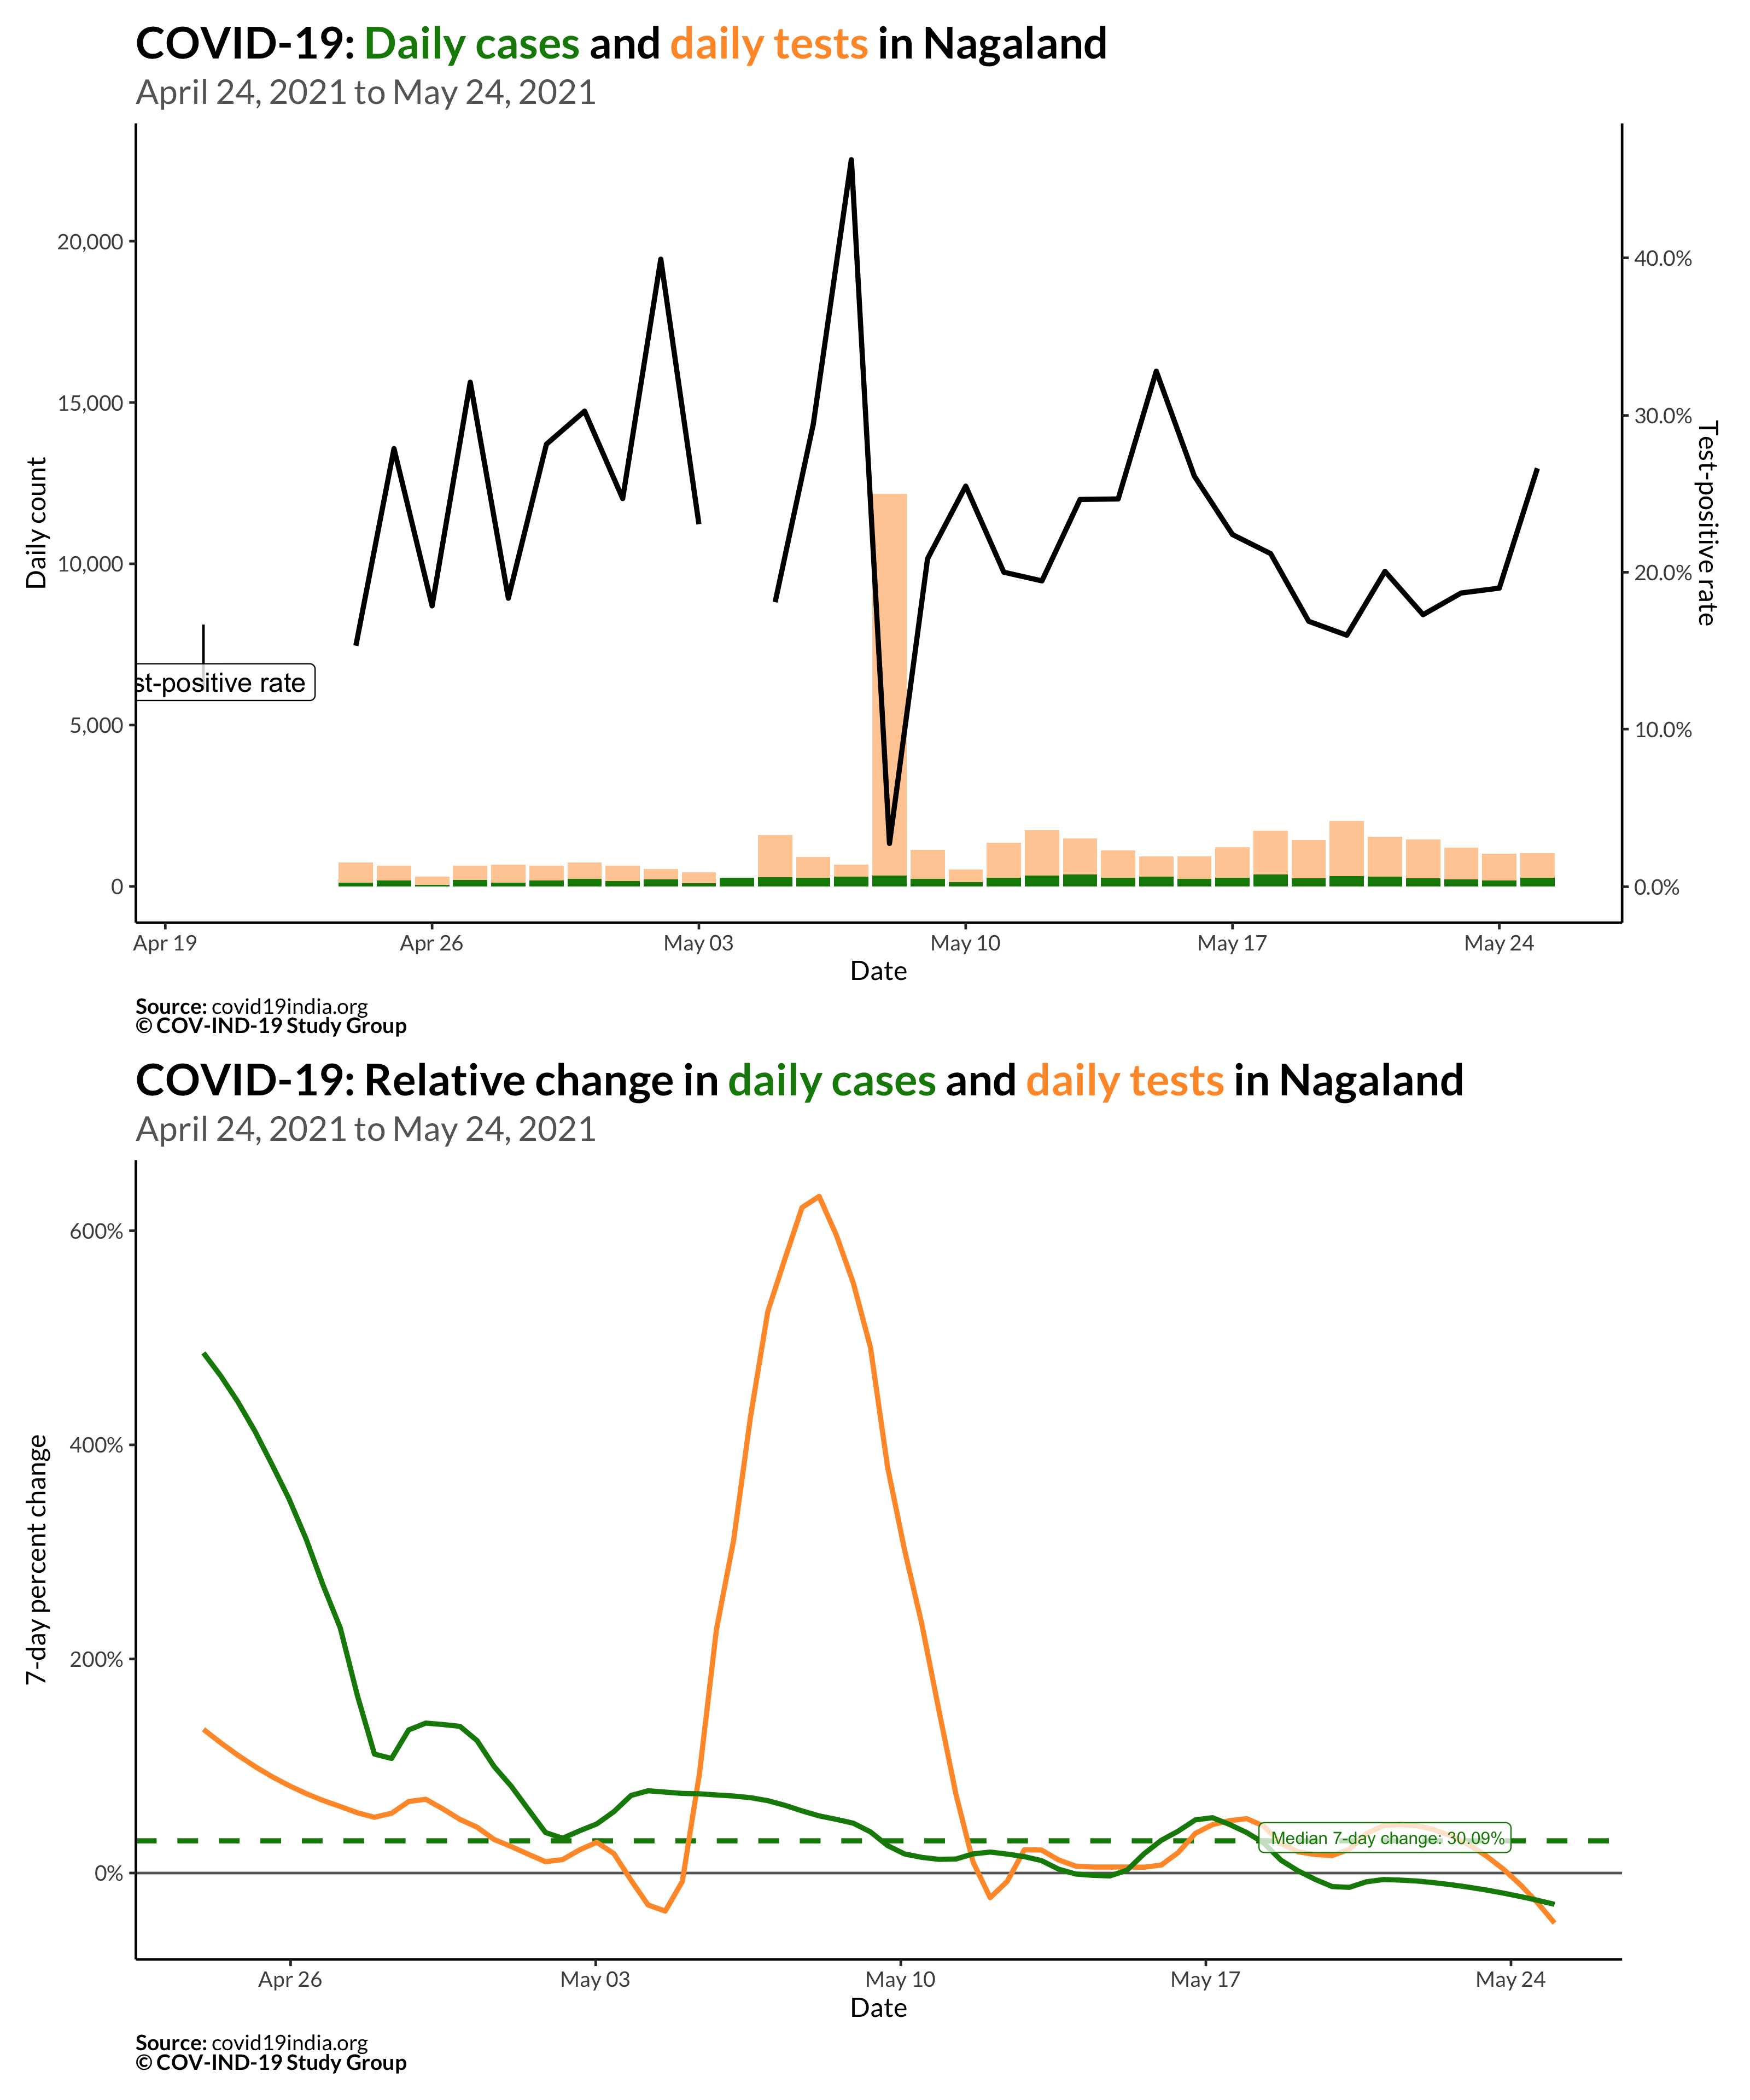 COVID-19: Daily cases and daily tests in Nagaland
April 24, 2021 to May 24, 2021
20,000
15,000
10,000
5,000
0
Daily count
40.0%
30.0%
20.0%
10.0%
0.0%
Test-positive rate
st-positive rate
Apr 19
Apr 26
May 03
May 10
May 17
May 24
Date
Source: covid19india.org
© COV-IND-19 Study Group
COVID-19: Relative change in daily cases and daily tests in Nagaland
April 24, 2021 to May 24, 2021
600%
400%
200%
0%
7-day percent change
Median 7-day change: 30.09%
Apr 26
May 03
May 10
May 17
May 24
Date
Source: covid19india.org
© COV-IND-19 Study Group